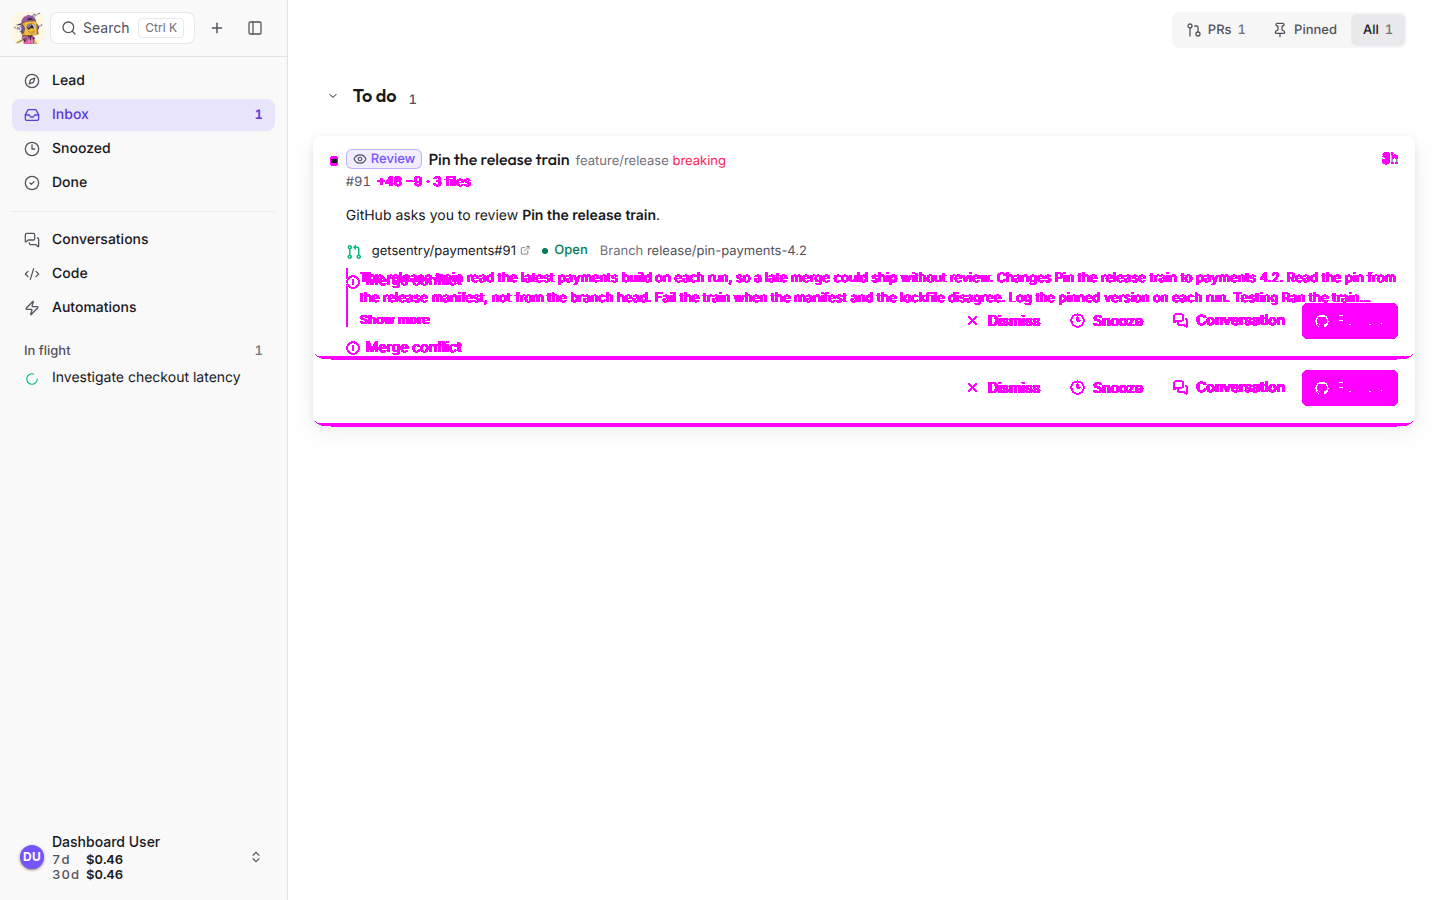 Search Ctrl K
PRs 1 Pinned All 1
Lead
Inbox 1
Snoozed
Done
Conversations
Code
Automations
In flight 1
Investigate checkout latency
To do 1
Review Pin the release train feature/release breaking
#91 +48 −9 · 3 files
GitHub asks you to review Pin the release train.
getsentry/payments#91 Open Branch release/pin-payments-4.2
The release train read the latest payments build on each run, so a late merge could ship without review. Changes Pin the release train to payments 4.2. Read the pin from
the release manifest, not from the branch head. Fail the train when the manifest and the lockfile disagree. Log the pinned version on each run. Testing Ran the train...
Merge conflict
Show more
Dismiss Snooze Conversation
Merge conflict
Dismiss Snooze Conversation
DU Dashboard User
7d $0.46
30d $0.46